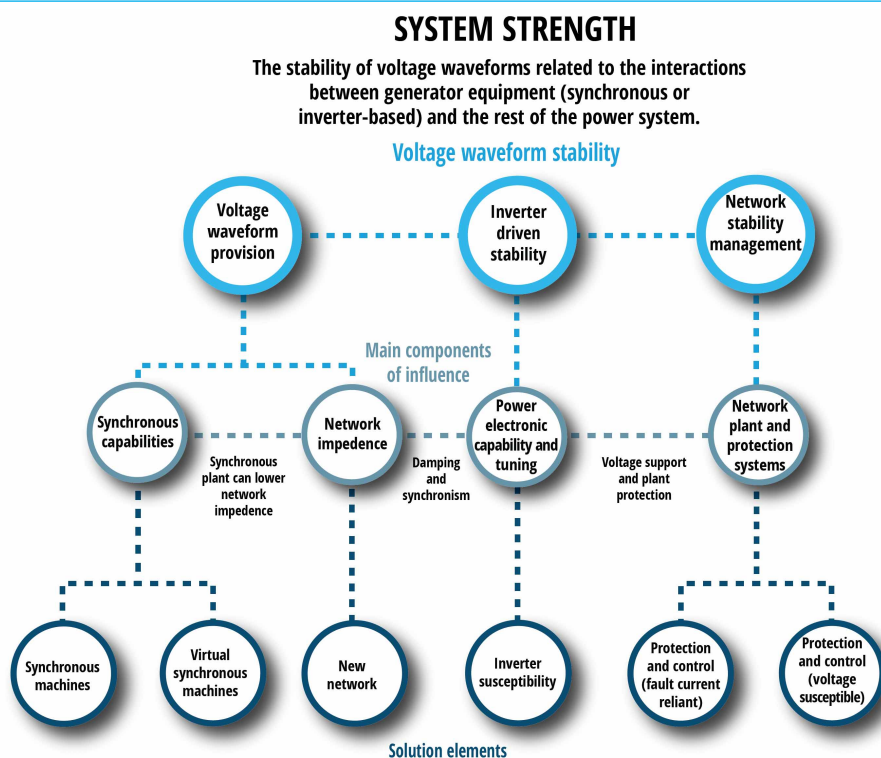 SYSTEM STRENGTH
The stability of voltage waveforms related to the interactions
between generator equipment (synchronous or
inverter-based) and the rest of the power system.
Voltage waveform stability
Voltage
waveform
provision
Inverter
driven
stability
Network
stability
management
Main components
of influence
Synchronous
capabilities
Network
impedence
Power
electronic
capability and
tuning
Network
plant and
protection
systems
Synchronous
plant can lower
network
impedence
Damping
and
synchronism
Voltage support
and plant
protection
Synchronous
machines
Virtual
synchronous
machines
New
network
Inverter
susceptibility
Protection
and control
(fault current
reliant)
Protection
and control
(voltage
susceptible)
Solution elements